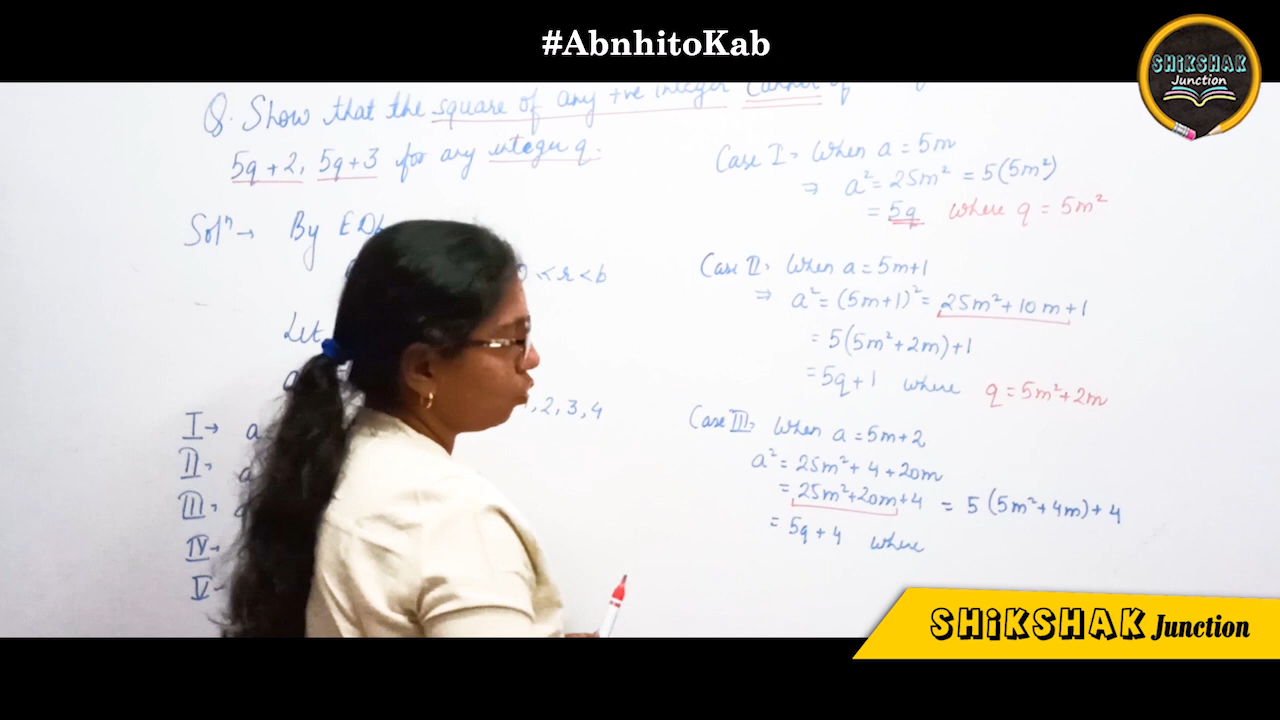 #AbnhitoKab
SHiKSHAK
Junction
Q. Show that the square of any +ve integer cannot of
5q + 2, 5q + 3 for any integer q.
Solⁿ → By
< r < b
Let
I → a
II → a
III →
IV →
V -
, 2, 3, 4
Case I → When a = 5m
⇒ a² = 25m² = 5(5m²)
= 5q where q = 5m²
Case II → When a = 5m+1
⇒ a² = (5m+1)² = 25m² + 10m + 1
= 5(5m² + 2m) + 1
= 5q + 1 where q = 5m² + 2m
Case III → When a = 5m + 2
a² = 25m² + 4 + 20m
= 25m² + 20m + 4 = 5 (5m² + 4m) + 4
= 5q + 4 where
SHiKSHAK Junction